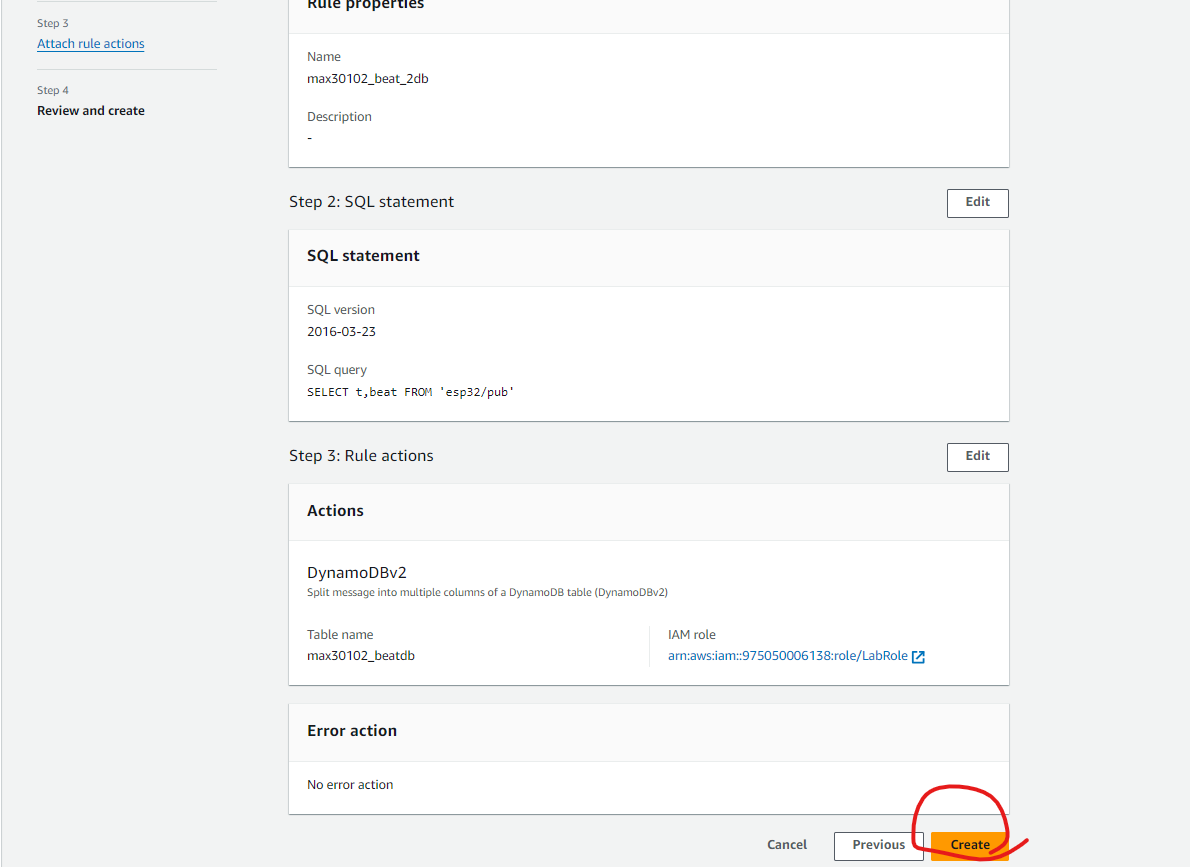 Rule properties
Step 3
Attach rule actions
Name
max30102_beat_2db
Step 4
Review and create
Description
-
Step 2: SQL statement
Edit
SQL statement
SQL version
2016-03-23
SQL query
SELECT t,beat FROM 'esp32/pub'
Step 3: Rule actions
Edit
Actions
DynamoDBv2
Split message into multiple columns of a DynamoDB table (DynamoDBv2)
Table name
max30102_beatdb
IAM role
arn:aws:iam::975050006138:role/LabRole
Error action
No error action
Cancel
Previous
Create